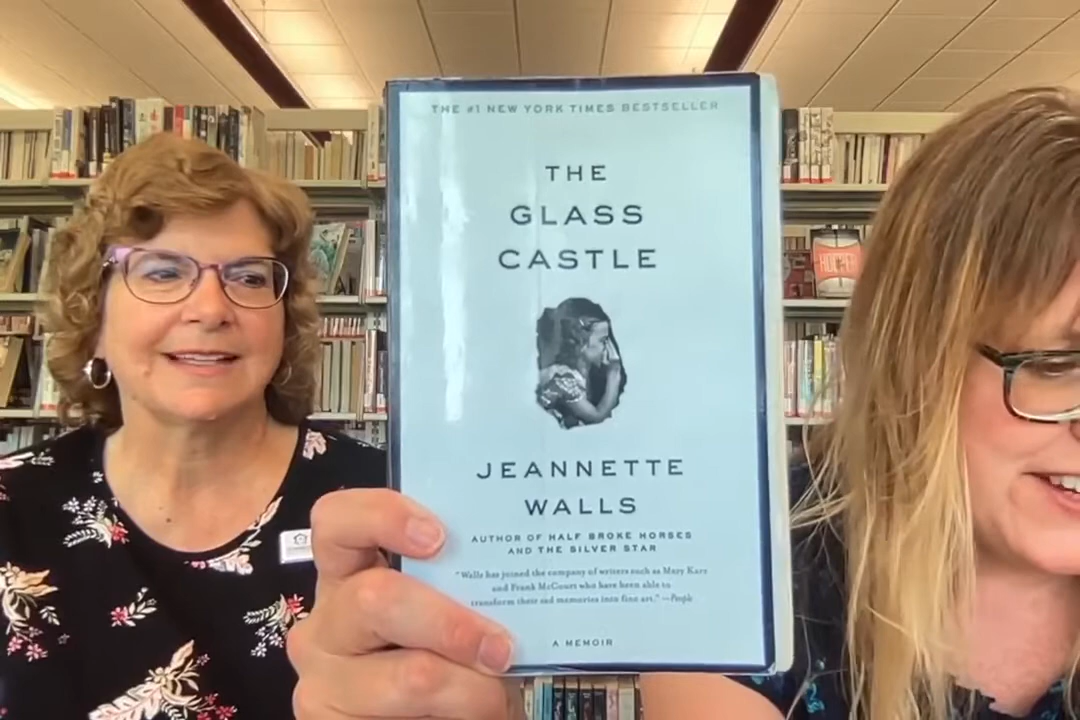 THE #1 NEW YORK TIMES BESTSELLER
THE
GLASS
CASTLE
JEANNETTE
WALLS
AUTHOR OF HALF BROKE HORSES
AND THE SILVER STAR
"Walls has joined the company of writers such as Mary Karr
and Frank McCourt who have been able to
transform their sad memories into fine art." —People
A MEMOIR